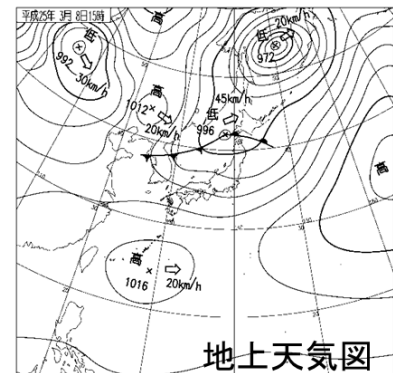 平成25年 3月 8日15時
高
低
992
30km/h
20km/h
972
高
1012
20km/h
45km/h
低
996
高
高
1016
20km/h
地上天気図